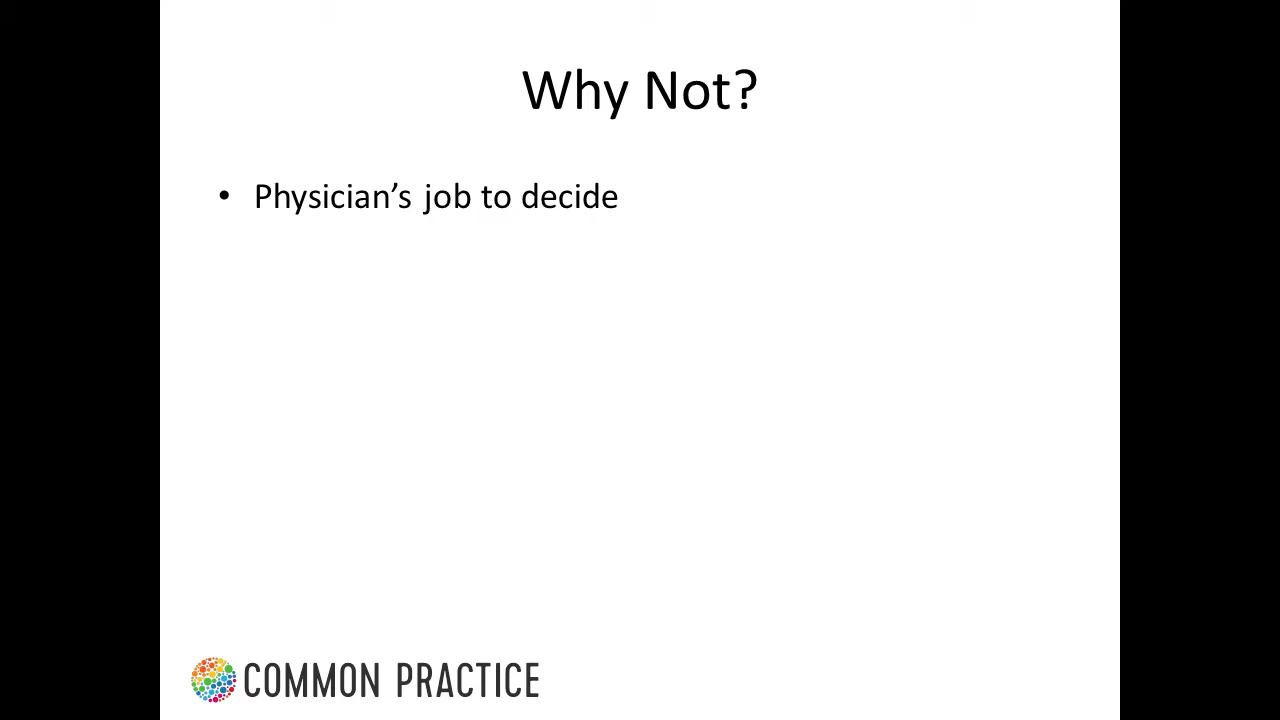 Why Not?
• Physician’s job to decide
COMMON PRACTICE